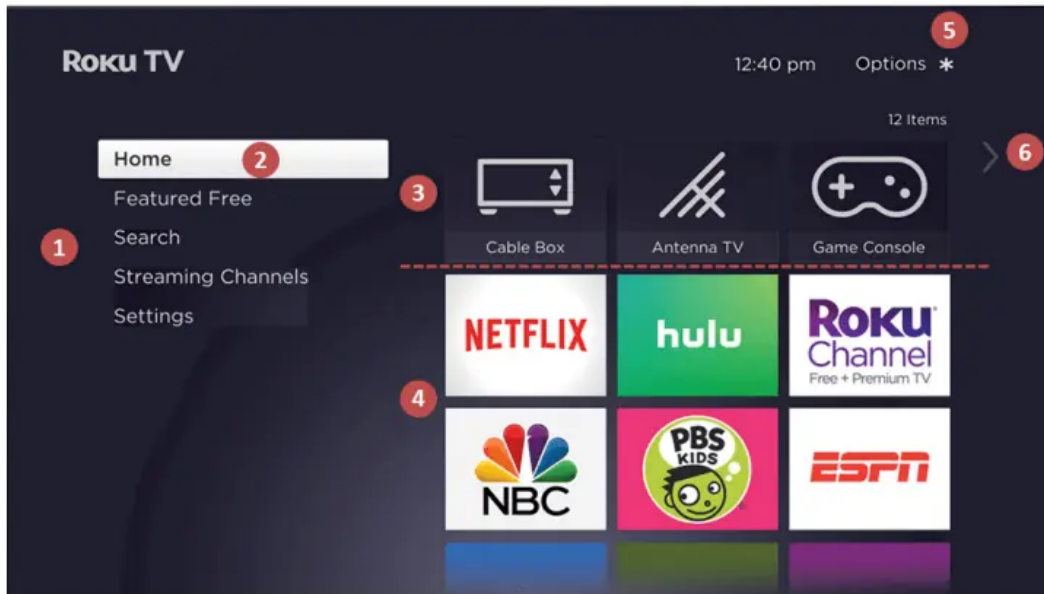 5
Roku TV
12:40 pm Options *
12 Items
Home 2
6
Featured Free
3
1 Search
Cable Box Antenna TV Game Console
Streaming Channels
Settings
NETFLIX hulu Roku
Channel
Free + Premium TV
4
NBC PBS
KIDS ESPN